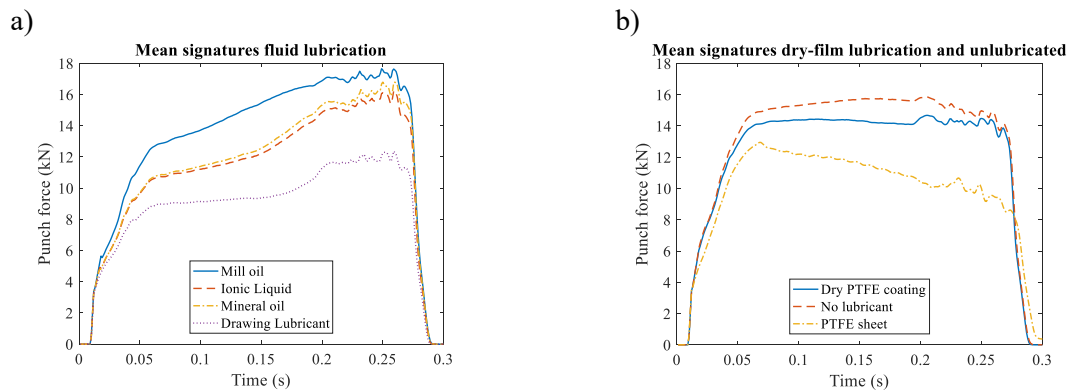 a)
Mean signatures fluid lubrication
18
16
14
12
10
8
6
4
2
0
Punch force (kN)
Mill oil
Ionic Liquid
Mineral oil
Drawing Lubricant
0 0.05 0.1 0.15 0.2 0.25 0.3
Time (s)
b)
Mean signatures dry-film lubrication and unlubricated
18
16
14
12
10
8
6
4
2
0
Punch force (kN)
Dry PTFE coating
No lubricant
PTFE sheet
0 0.05 0.1 0.15 0.2 0.25 0.3
Time (s)